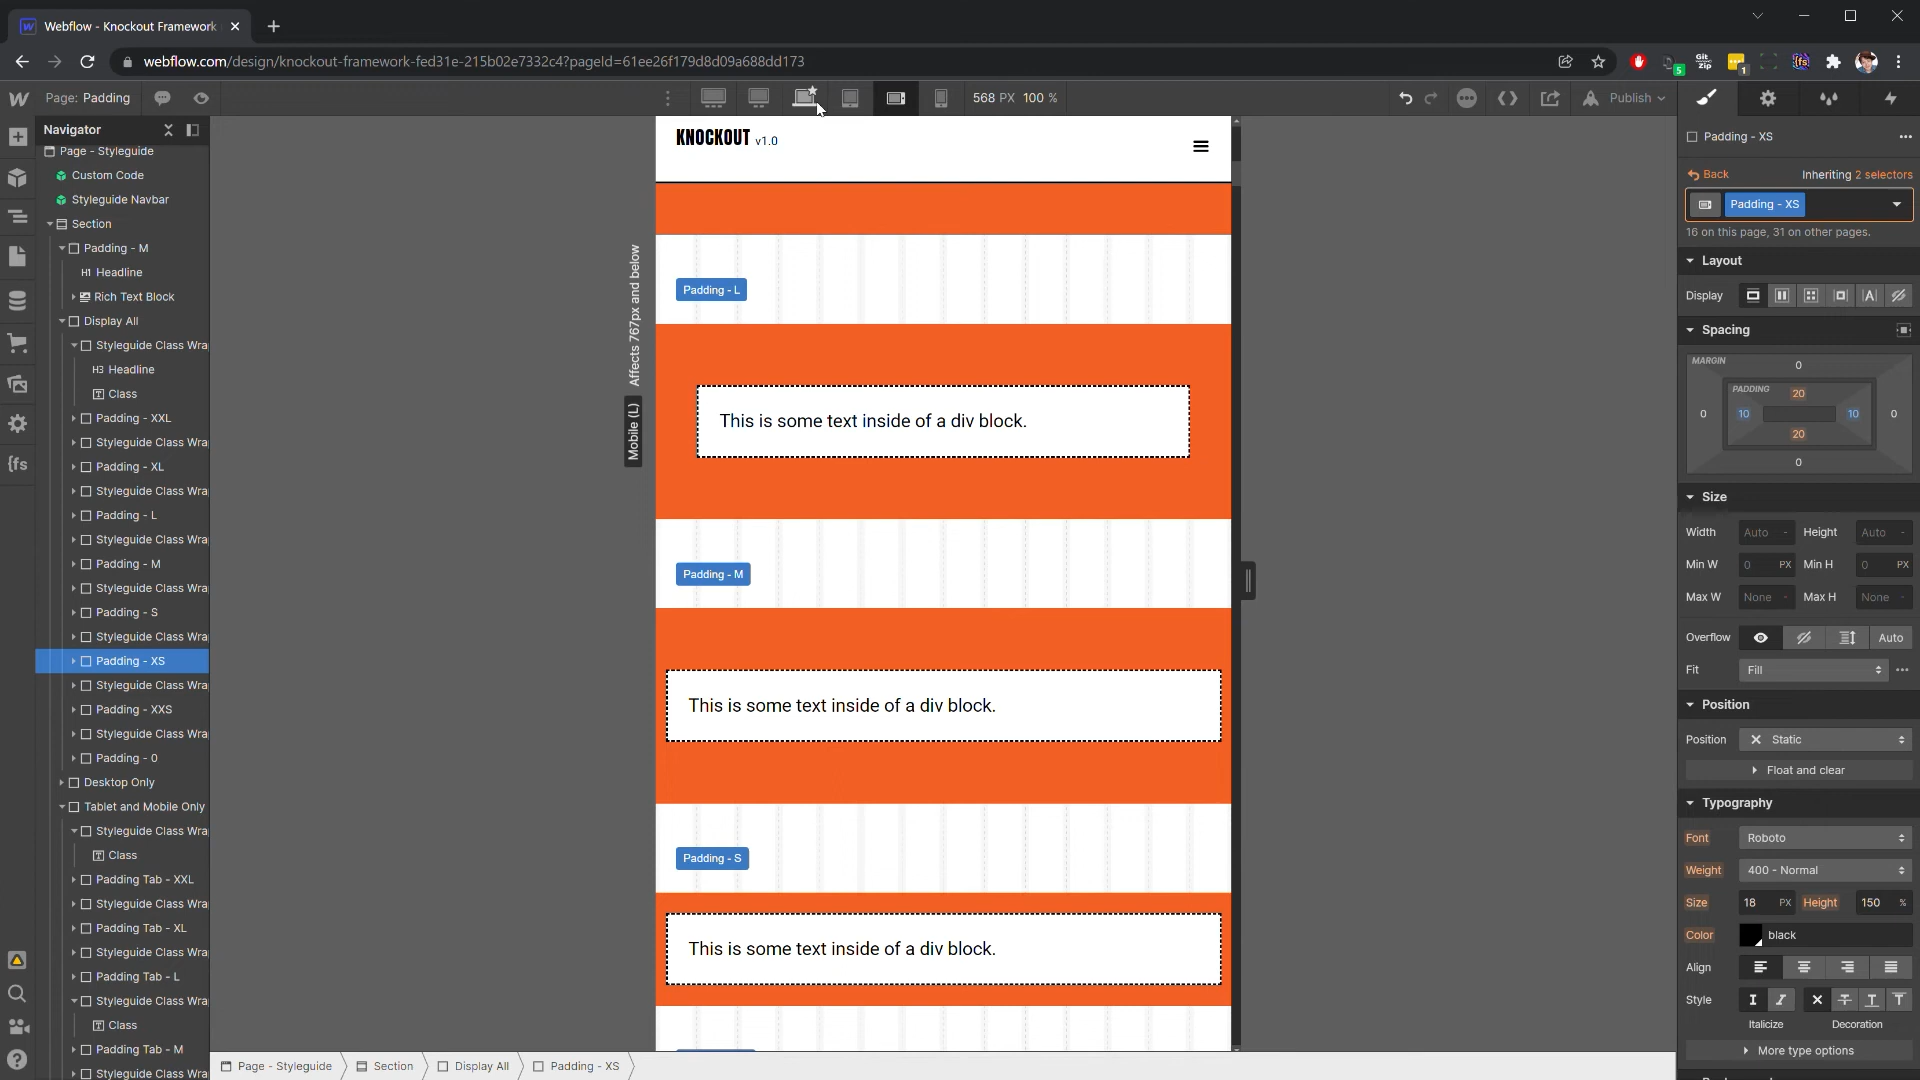 Webflow - Knockout Framework
webflow.com/design/knockout-framework-fed31e-215b02e7332c4?pageId=61ee26f179d8d09a688dd173
Git
Zip
{fs
5
1
Page: Padding
568 PX 100 %
Publish
Navigator
Page - Styleguide
Custom Code
Styleguide Navbar
Section
Padding - M
H1 Headline
Rich Text Block
Display All
Styleguide Class Wra
H3 Headline
Class
Padding - XXL
Styleguide Class Wra
Padding - XL
Styleguide Class Wra
Padding - L
Styleguide Class Wra
Padding - M
Styleguide Class Wra
Padding - S
Styleguide Class Wra
Padding - XS
Styleguide Class Wra
Padding - XXS
Styleguide Class Wra
Padding - 0
Desktop Only
Tablet and Mobile Only
Styleguide Class Wra
Class
Padding Tab - XXL
Styleguide Class Wra
Padding Tab - XL
Styleguide Class Wra
Padding Tab - L
Styleguide Class Wra
Class
Padding Tab - M
Styleguide Class Wra
{fs
Mobile (L) Affects 767px and below
KNOCKOUT v1.0
Padding - L
This is some text inside of a div block.
Padding - M
This is some text inside of a div block.
Padding - S
This is some text inside of a div block.
Page - Styleguide Section Display All Padding - XS
Padding - XS
Back Inheriting 2 selectors
Padding - XS
16 on this page, 31 on other pages.
Layout
Display
Spacing
MARGIN
0
PADDING
20
0 10 10 0
20
0
Size
Width Auto - Height Auto -
Min W 0 PX Min H 0 PX
Max W None - Max H None -
Overflow Auto
Fit Fill
Position
Position Static
Float and clear
Typography
Font Roboto
Weight 400 - Normal
Size 18 PX Height 150 %
Color black
Align
Style
Italicize Decoration
More type options